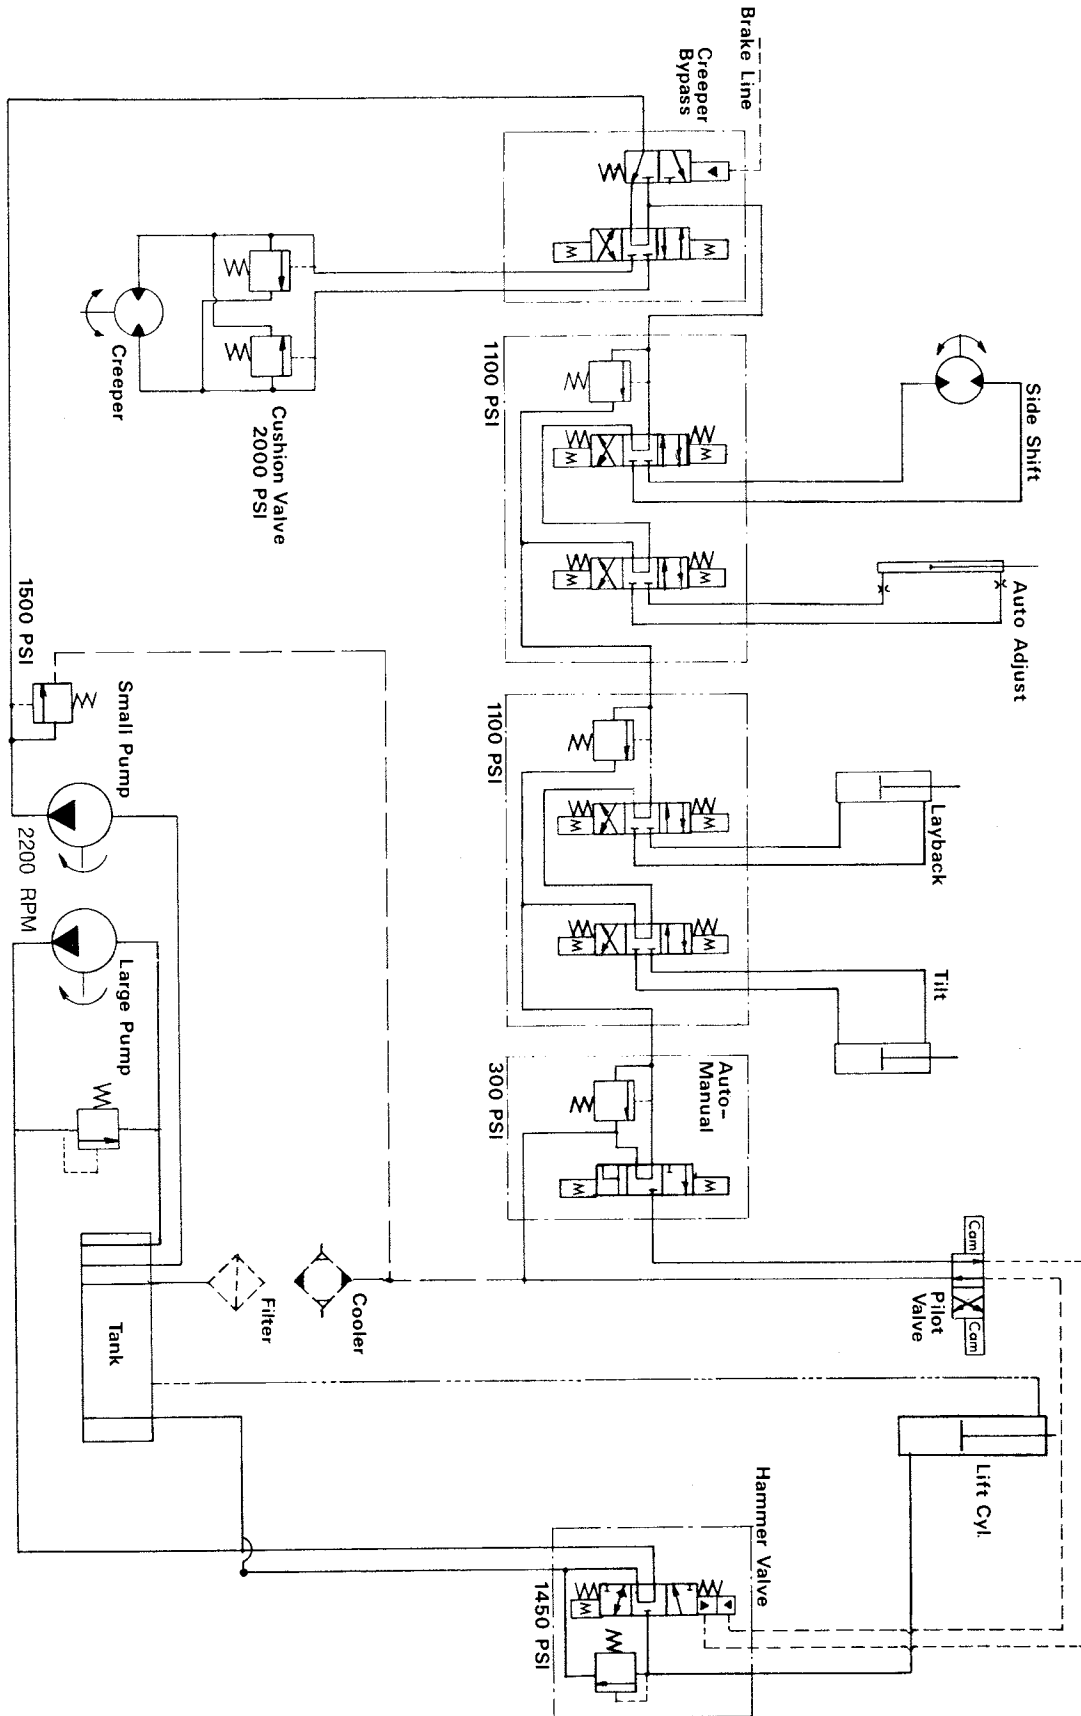 Brake Line
Creeper
Bypass
Side Shift
1100 PSI
Creeper
Cushion Valve
2000 PSI
Auto Adjust
1500 PSI
Small Pump
2200 RPM
Large Pump
1100 PSI
Layback
Tilt
Auto-
Manual
300 PSI
Cam
Cam
Pilot
Valve
Filter
Cooler
Tank
Lift Cyl.
Hammer Valve
1450 PSI
W
W
W
W
W
W
W
W
W
W
W
W
W